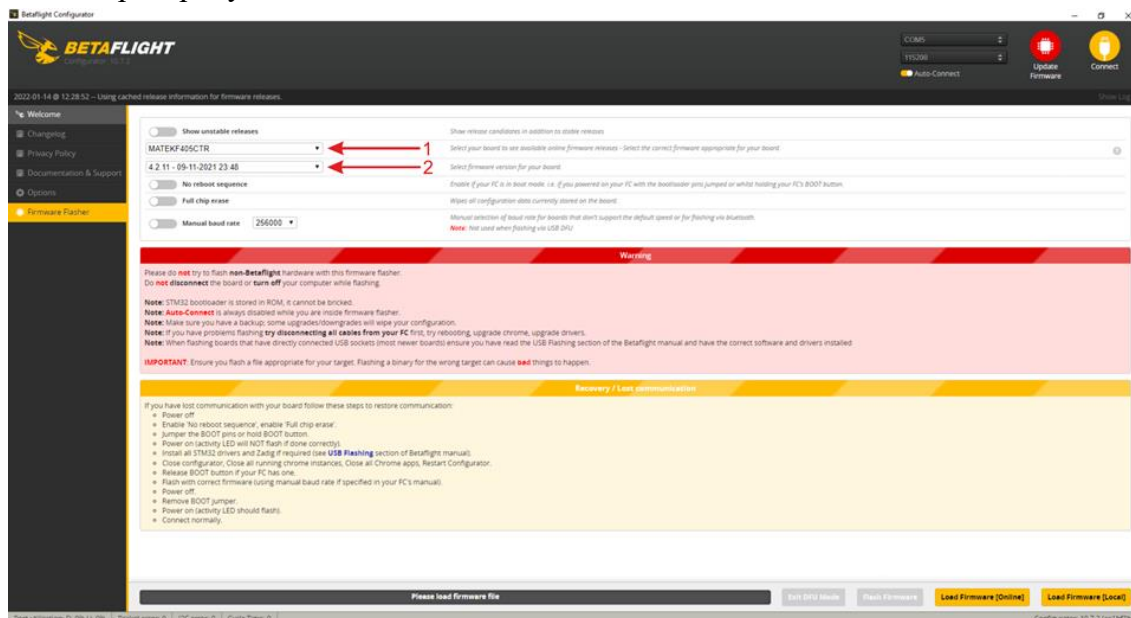 Betaflight Configurator
BETAFLIGHT
Configurator 10.7.2
COM5
115200
Auto-Connect
Update Firmware
Connect
2022-01-14 @ 12:28:52 -- Using cached release information for firmware releases.
Show Log
Welcome
Changelog
Privacy Policy
Documentation & Support
Options
Firmware Flasher
Show unstable releases
Show release candidates in addition to stable releases
MATEKF405CTR
1
Select your board to see available online firmware releases - Select the correct firmware appropriate for your board.
4.2.11 - 09-11-2021 23:48
2
Select firmware version for your board.
No reboot sequence
Enable if your FC is in boot mode. i.e. if you powered on your FC with the bootloader pins jumped or whilst holding your FC's BOOT button.
Full chip erase
Wipes all configuration data currently stored on the board.
Manual baud rate
256000
Manual selection of baud rate for boards that don't support the default speed or for flashing via bluetooth.
Note: Not used when flashing via USB DFU
Warning
Please do not try to flash non-Betaflight hardware with this firmware flasher.
Do not disconnect the board or turn off your computer while flashing.
Note: STM32 bootloader is stored in ROM, it cannot be bricked.
Note: Auto-Connect is always disabled while you are inside firmware flasher.
Note: Make sure you have a backup; some upgrades/downgrades will wipe your configuration.
Note: If you have problems flashing try disconnecting all cables from your FC first, try rebooting, upgrade chrome, upgrade drivers.
Note: When flashing boards that have directly connected USB sockets (most newer boards) ensure you have read the USB Flashing section of the Betaflight manual and have the correct software and drivers installed
IMPORTANT: Ensure you flash a file appropriate for your target. Flashing a binary for the wrong target can cause bad things to happen.
Recovery / Lost communication
If you have lost communication with your board follow these steps to restore communication:
Power off
Enable 'No reboot sequence', enable 'Full chip erase'.
Jumper the BOOT pins or hold BOOT button.
Power on (activity LED will NOT flash if done correctly).
Install all STM32 drivers and Zadig if required (see USB Flashing section of Betaflight manual).
Close configurator, Close all running chrome instances, Close all Chrome apps, Restart Configurator.
Release BOOT button if your FC has one.
Flash with correct firmware (using manual baud rate if specified in your FC's manual).
Power off.
Remove BOOT jumper.
Power on (activity LED should flash).
Connect normally.
Please load firmware file
Exit DFU Mode
Flash Firmware
Load Firmware [Online]
Load Firmware [Local]